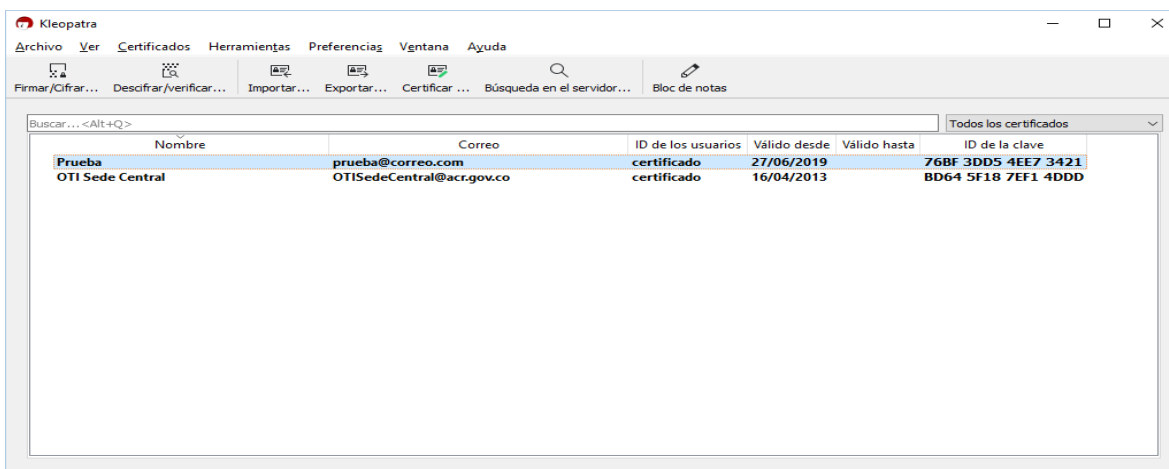 Kleopatra
Archivo Ver Certificados Herramientas Preferencias Ventana Ayuda
Firmar/Cifrar... Descifrar/verificar... Importar... Exportar... Certificar ... Búsqueda en el servidor... Bloc de notas
Buscar...<Alt+Q> Todos los certificados
Nombre Correo ID de los usuarios Válido desde Válido hasta ID de la clave
Prueba prueba@correo.com certificado 27/06/2019 76BF 3DD5 4EE7 3421
OTI Sede Central OTISedeCentral@acr.gov.co certificado 16/04/2013 BD64 5F18 7EF1 4DDD